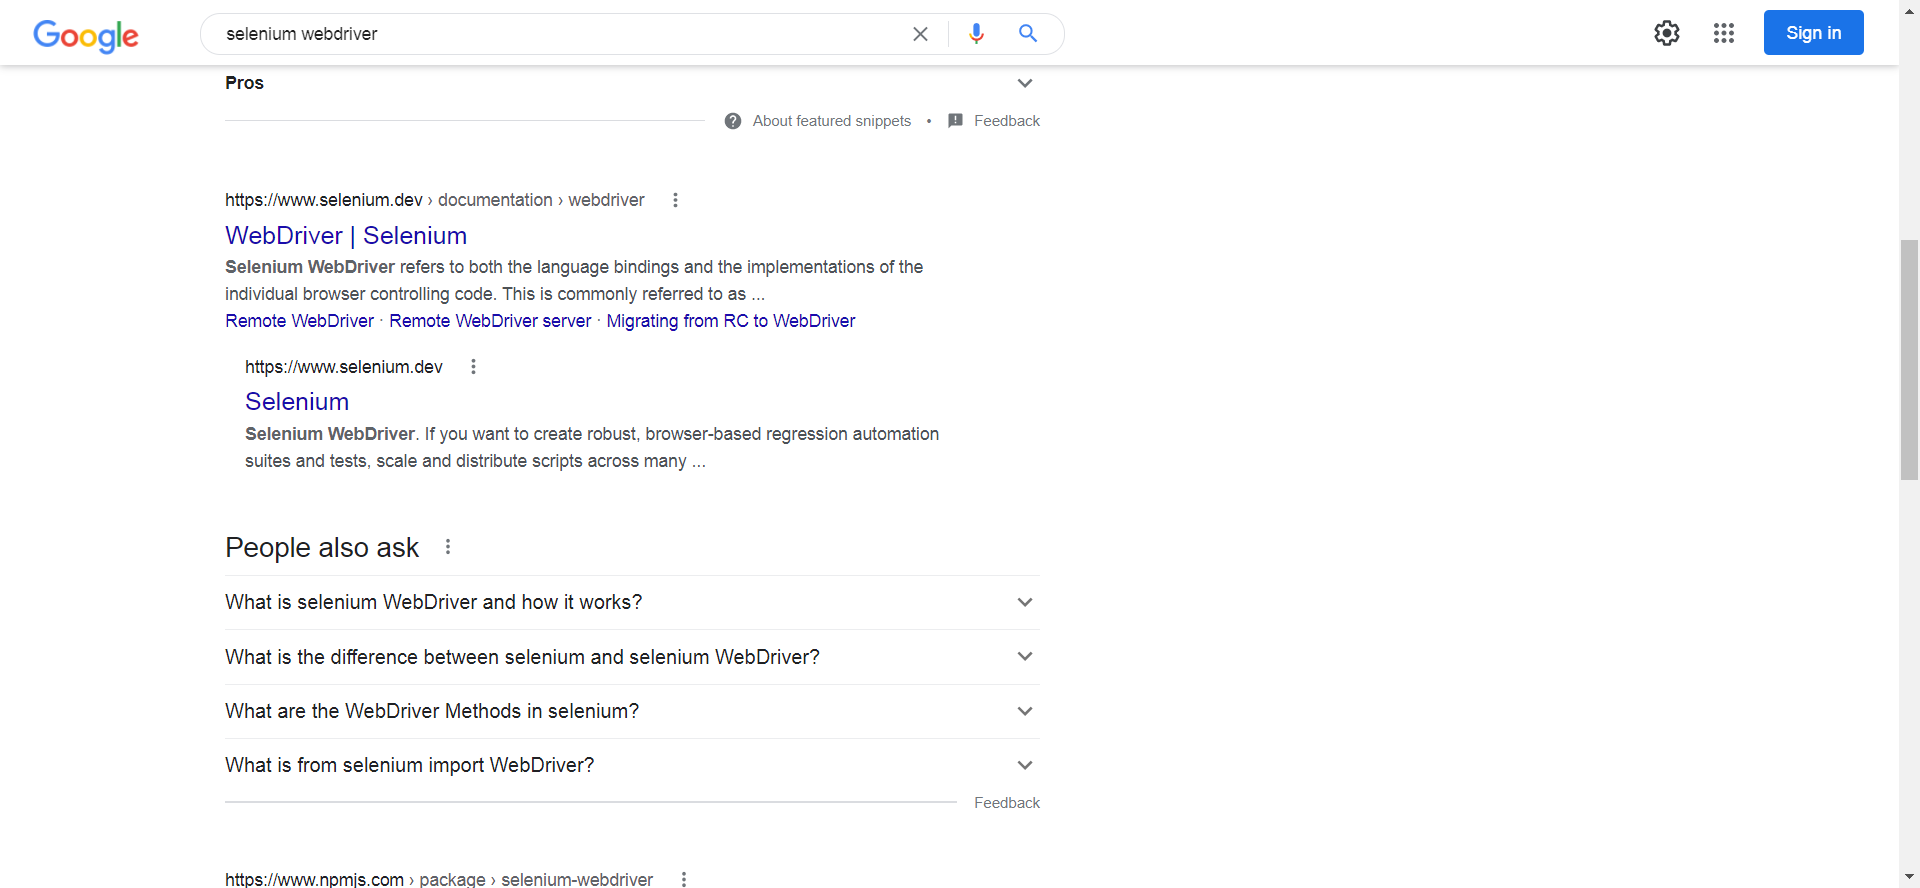 Google
selenium webdriver
Sign in
Pros
About featured snippets • Feedback
https://www.selenium.dev › documentation › webdriver
WebDriver | Selenium
Selenium WebDriver refers to both the language bindings and the implementations of the
individual browser controlling code. This is commonly referred to as ...
Remote WebDriver · Remote WebDriver server · Migrating from RC to WebDriver
https://www.selenium.dev
Selenium
Selenium WebDriver. If you want to create robust, browser-based regression automation
suites and tests, scale and distribute scripts across many ...
People also ask
What is selenium WebDriver and how it works?
What is the difference between selenium and selenium WebDriver?
What are the WebDriver Methods in selenium?
What is from selenium import WebDriver?
Feedback
https://www.npmjs.com › package › selenium-webdriver